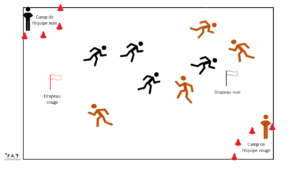 Camp de
l'équipe noir
Drapeau
rouge
Drapeau noir
Camp de
l'équipe rouge